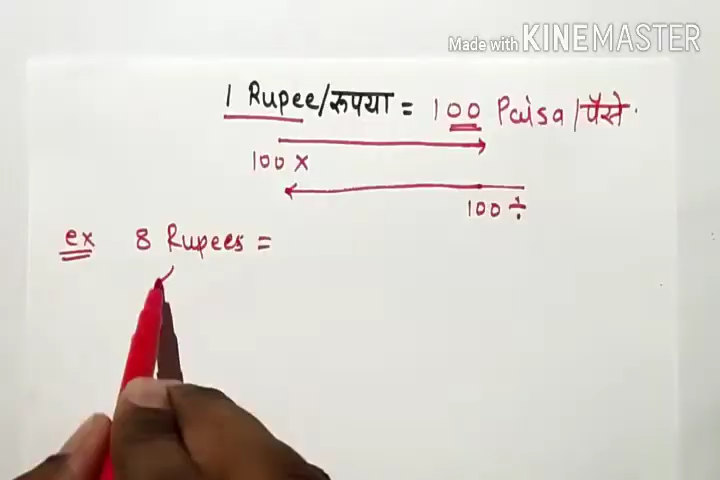 Made with KINEMASTER
1 Rupee/रूपया = 100 Paisa/पैसे
100 ×
100 ÷
ex 8 Rupees =